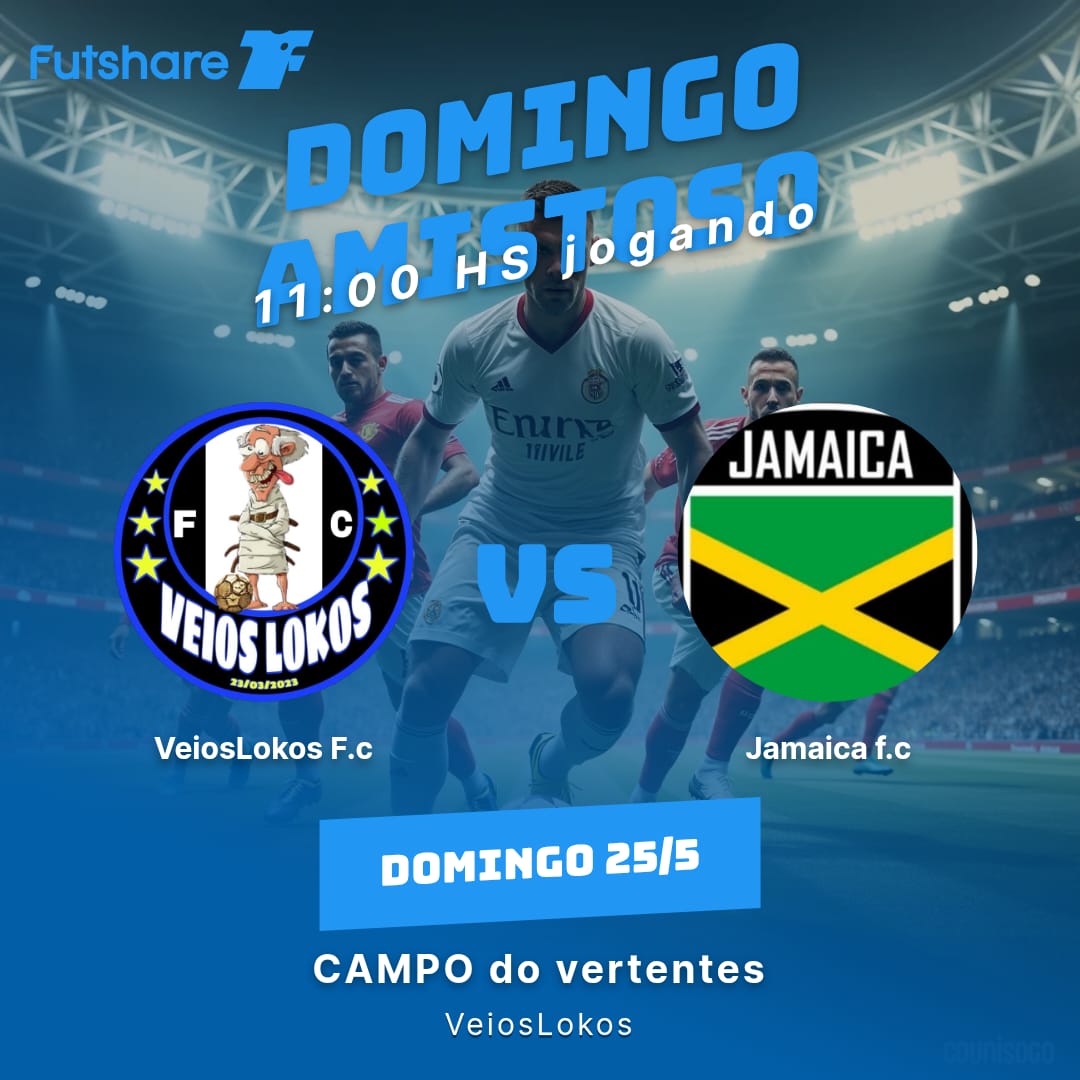 Futshare
DOMINGO
AMISTOSO
11:00 HS jogando
F C
VEIOS LOKOS
23/03/2023
JAMAICA
VS
VeiosLokos F.c
Jamaica f.c
DOMINGO 25/5
CAMPO do vertentes
VeiosLokos